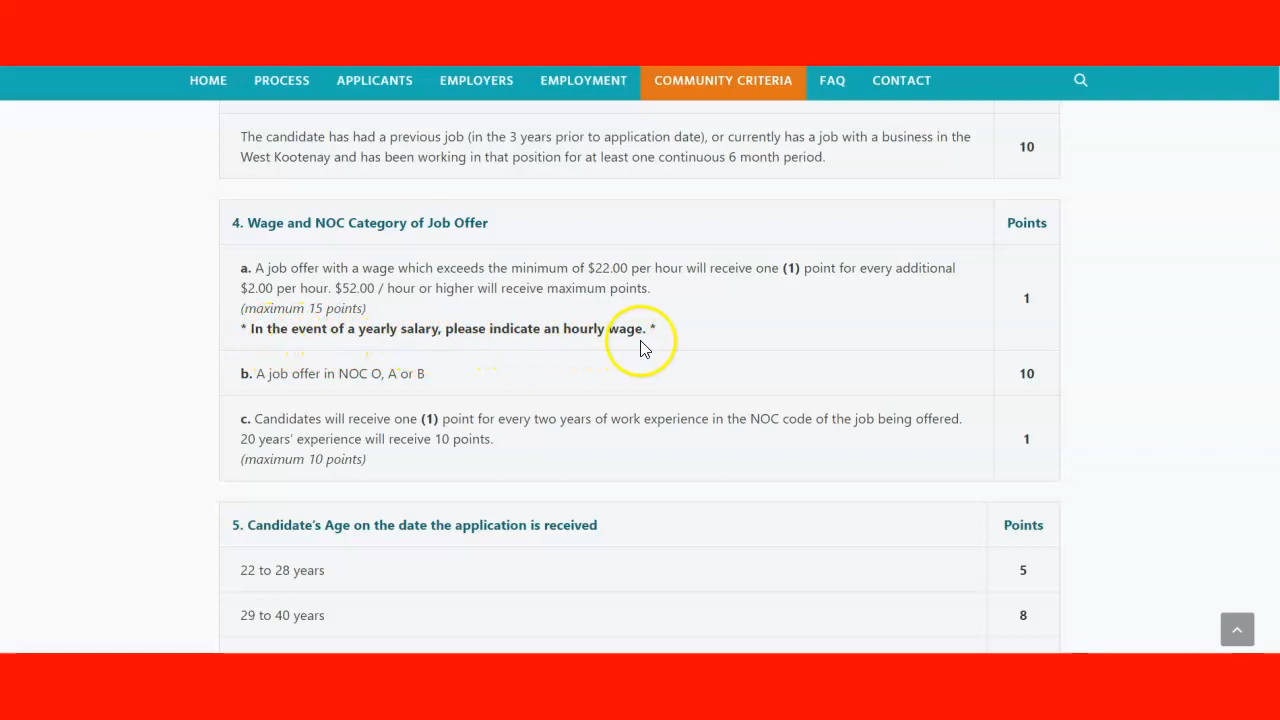 HOME PROCESS APPLICANTS EMPLOYERS EMPLOYMENT COMMUNITY CRITERIA FAQ CONTACT
The candidate has had a previous job (in the 3 years prior to application date), or currently has a job with a business in the
West Kootenay and has been working in that position for at least one continuous 6 month period.
10
4. Wage and NOC Category of Job Offer
Points
a. A job offer with a wage which exceeds the minimum of $22.00 per hour will receive one (1) point for every additional
$2.00 per hour. $52.00 / hour or higher will receive maximum points.
(maximum 15 points)
* In the event of a yearly salary, please indicate an hourly wage. *
1
b. A job offer in NOC O, A or B
10
c. Candidates will receive one (1) point for every two years of work experience in the NOC code of the job being offered.
20 years' experience will receive 10 points.
(maximum 10 points)
1
5. Candidate's Age on the date the application is received
Points
22 to 28 years
5
29 to 40 years
8